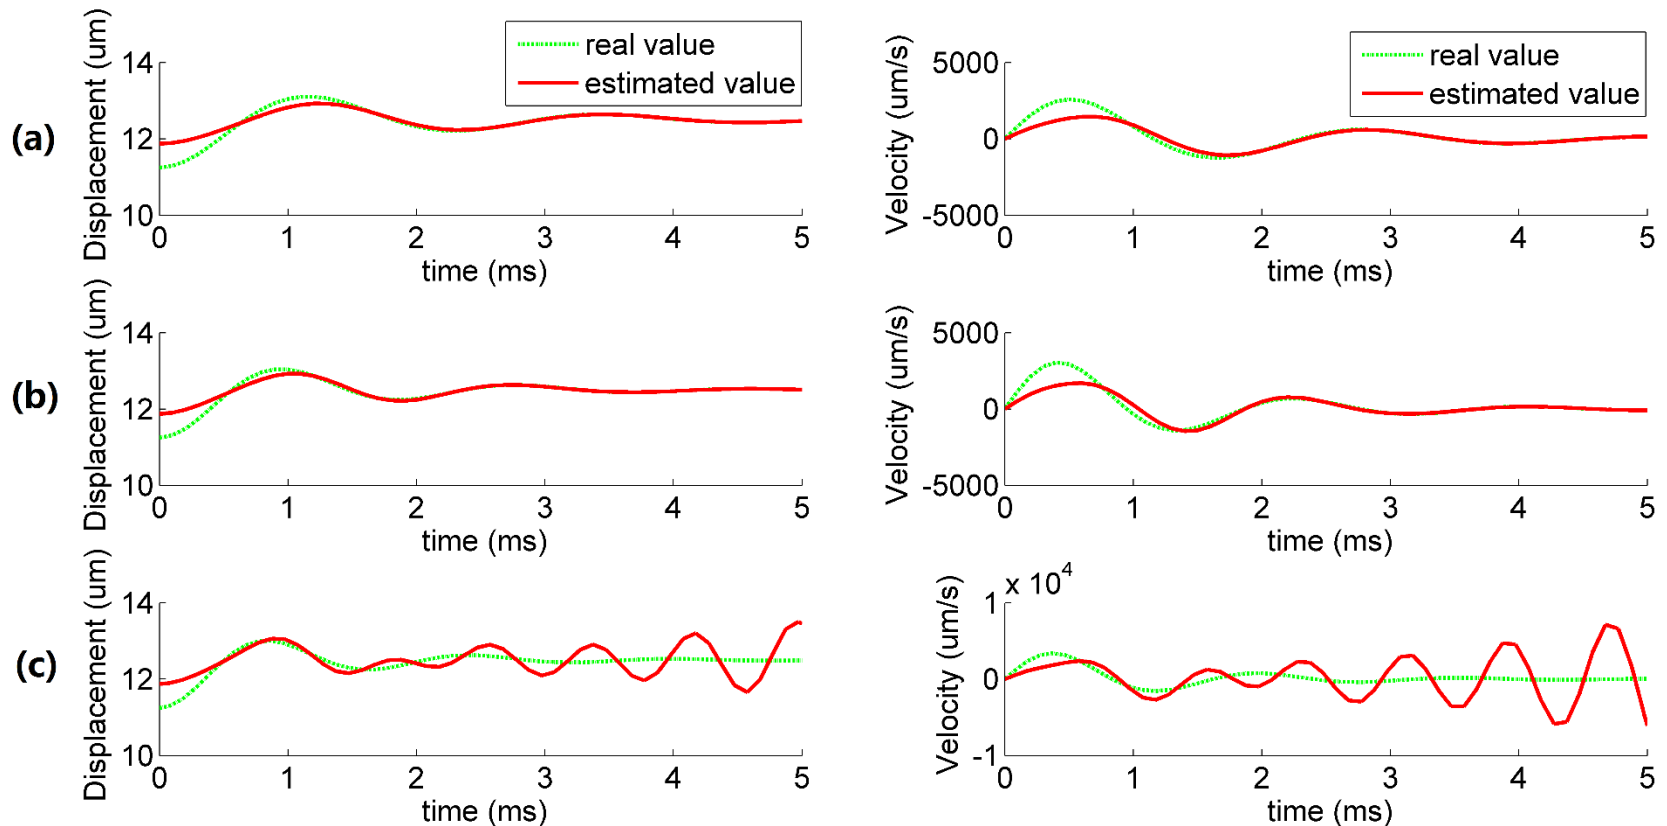 (a)
Displacement (um)
14
12
10
0 1 2 3 4 5
time (ms)
real value
estimated value
Velocity (um/s)
5000
0
-5000
0 1 2 3 4 5
time (ms)
real value
estimated value
(b)
Displacement (um)
14
12
10
0 1 2 3 4 5
time (ms)
Velocity (um/s)
5000
0
-5000
0 1 2 3 4 5
time (ms)
(c)
Displacement (um)
14
12
10
0 1 2 3 4 5
time (ms)
Velocity (um/s)
x 10^4
1
0
-1
0 1 2 3 4 5
time (ms)